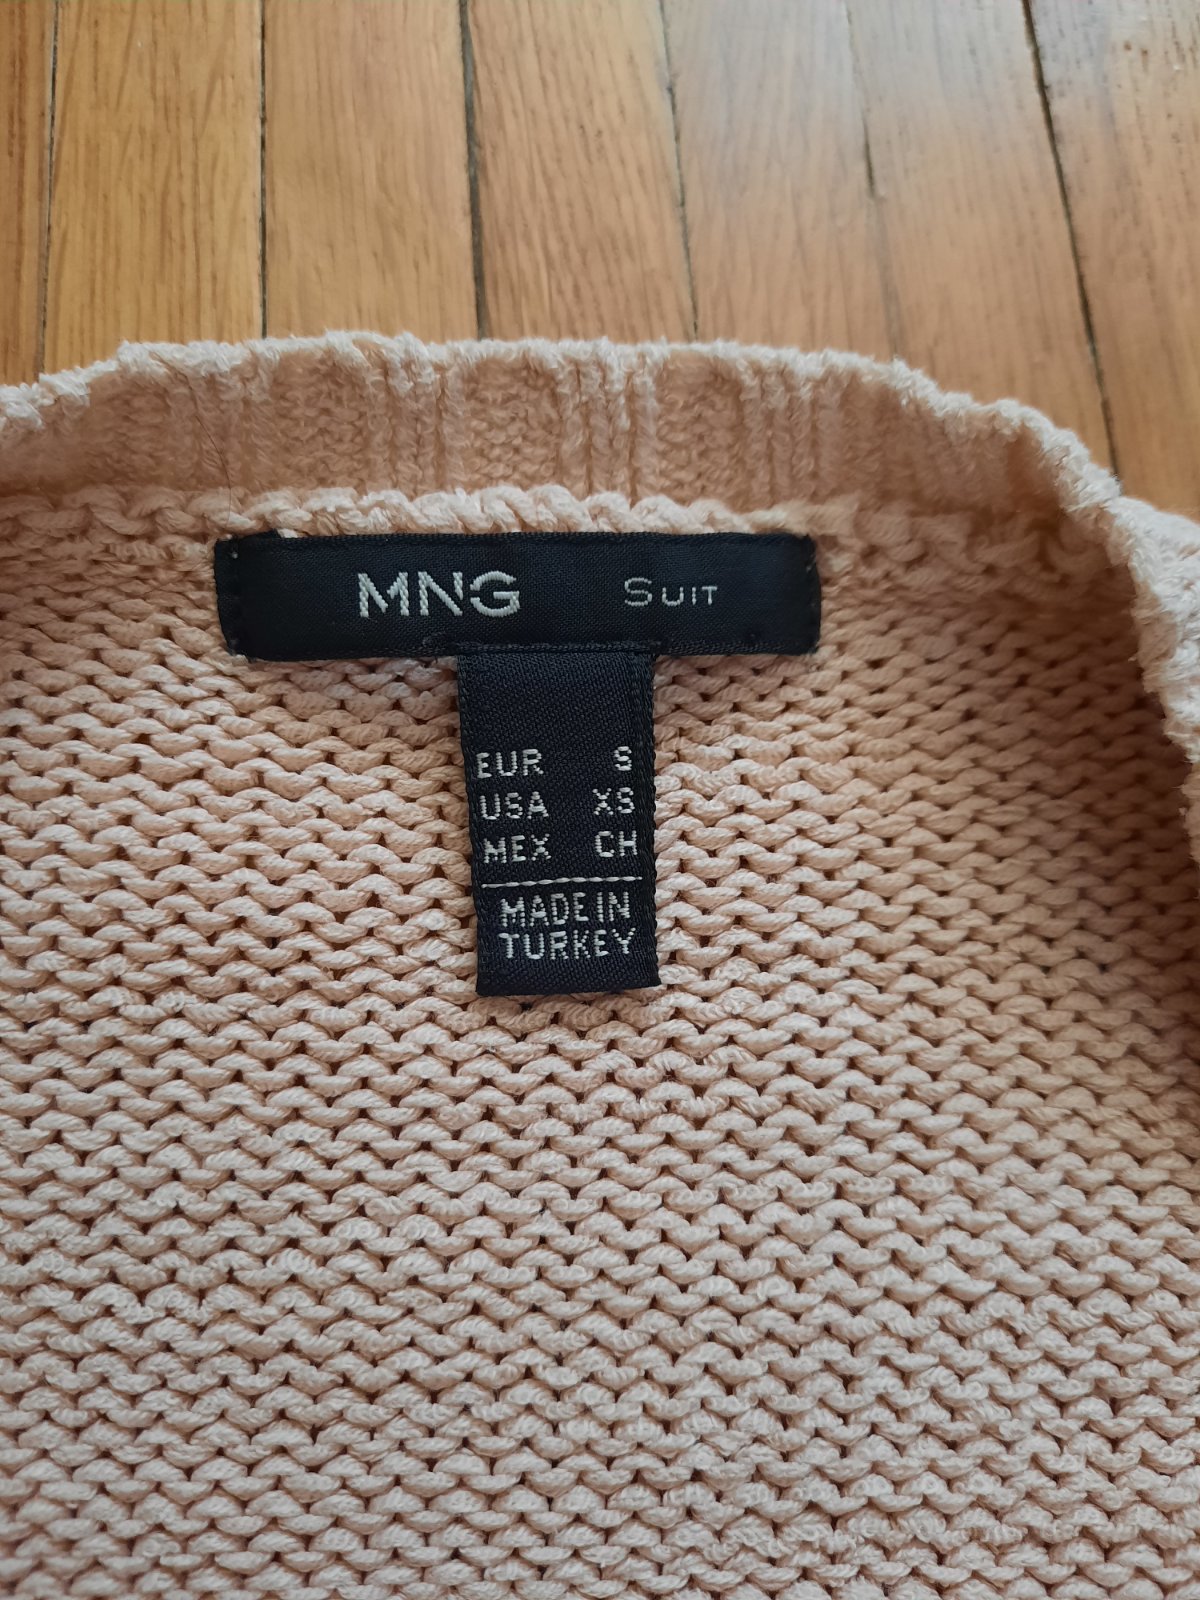 MNG Suit
EUR S
USA XS
MEX CH
MADE IN
TURKEY